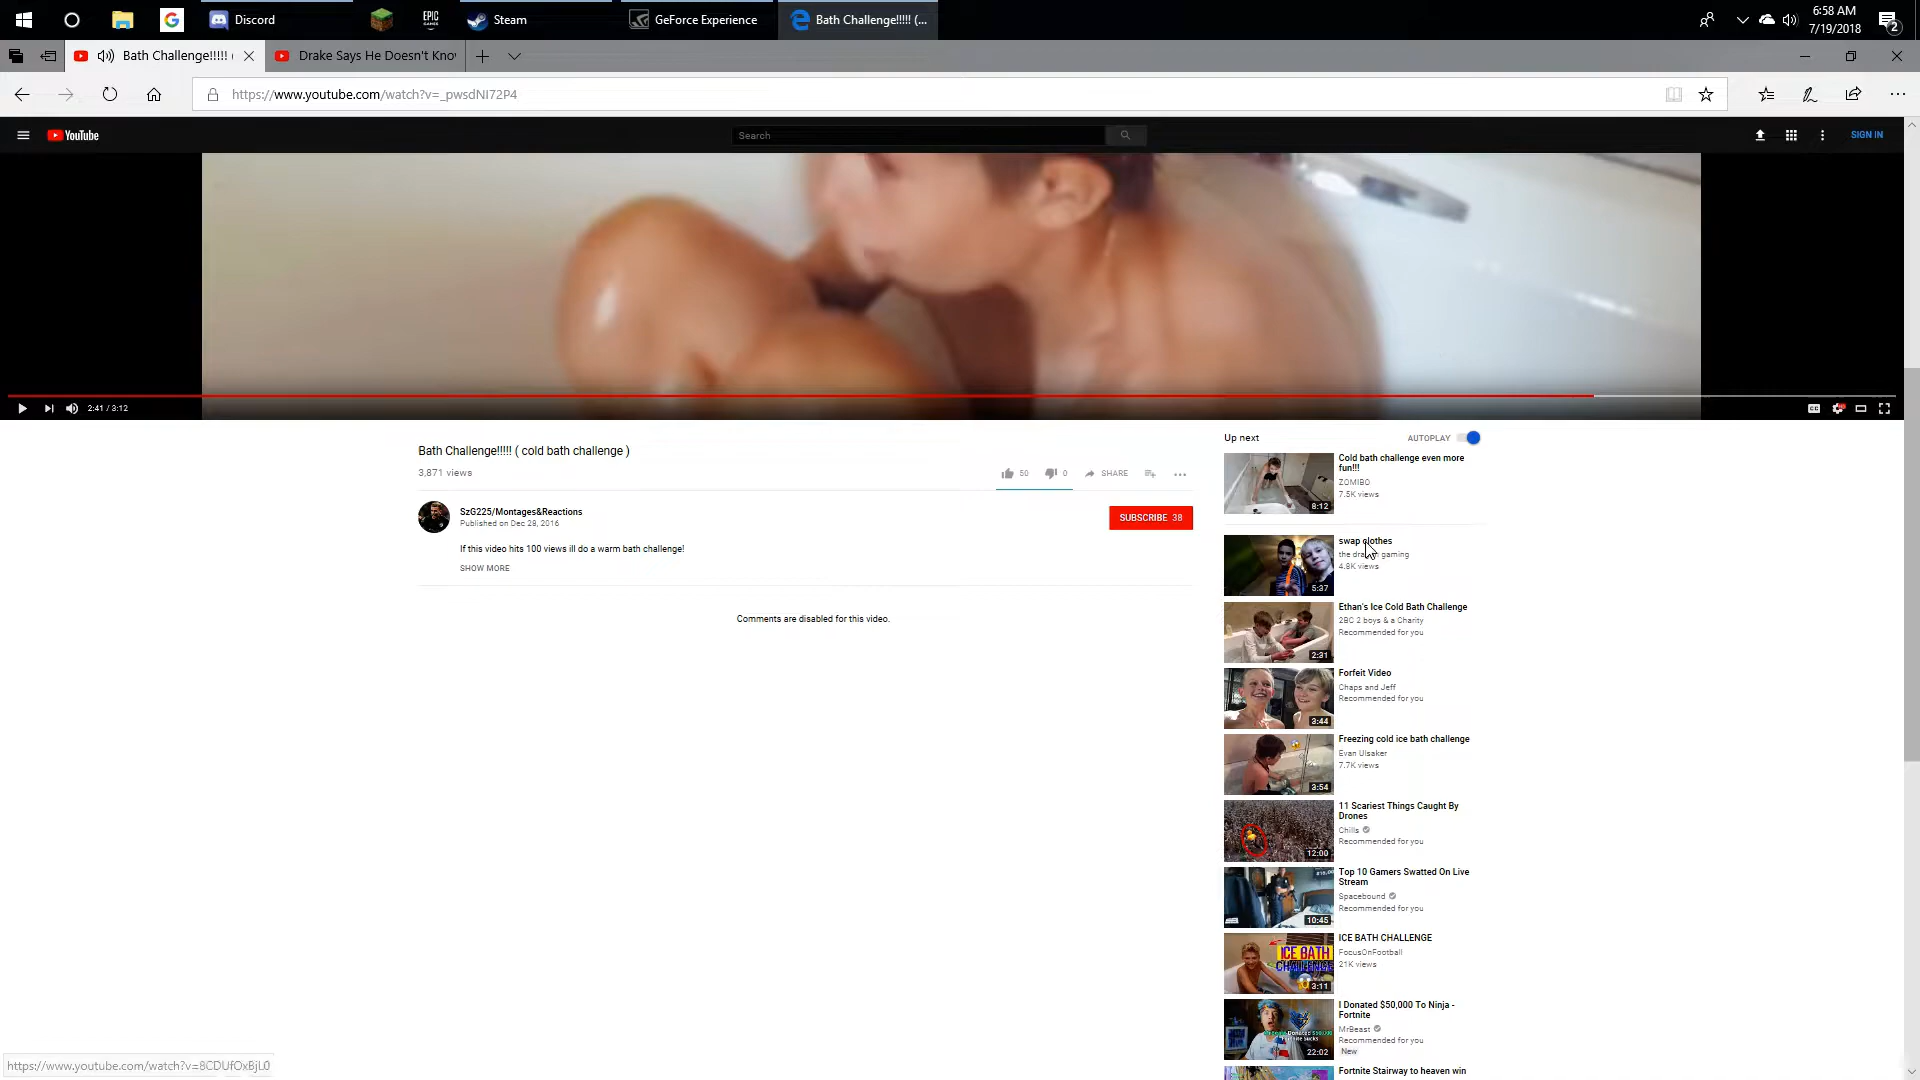 Discord
EPIC GAMES
Steam
GeForce Experience
Bath Challenge!!!!! (...
6:58 AM
7/19/2018
2
Bath Challenge!!!!! (
Drake Says He Doesn't Kno
https://www.youtube.com/watch?v=_pwsdNI72P4
YouTube
Search
SIGN IN
2:41 / 3:12
Bath Challenge!!!!! ( cold bath challenge )
3,871 views
50
0
SHARE
SzG225/Montages&Reactions
Published on Dec 28, 2016
SUBSCRIBE 38
If this video hits 100 views ill do a warm bath challenge!
SHOW MORE
Comments are disabled for this video.
Up next
AUTOPLAY
Cold bath challenge even more
fun!!!
ZOMIBO
7.5K views
8:12
swap clothes
gaming
4.8K views
5:37
Ethan's Ice Cold Bath Challenge
2BC 2 boys & a Charity
Recommended for you
2:31
Forfeit Video
Chaps and Jeff
Recommended for you
3:44
Freezing cold ice bath challenge
Evan Ulsaker
7.7K views
3:54
11 Scariest Things Caught By
Drones
Chills
Recommended for you
12:00
Top 10 Gamers Swatted On Live
Stream
Spacebound
Recommended for you
10:45
ICE BATH CHALLENGE
FocusOnFootball
21K views
ICE BATH
CHALLENGE
3:11
I Donated $50,000 To Ninja -
Fortnite
MrBeast
Recommended for you
New
22:02
Fortnite Stairway to heaven win
https://www.youtube.com/watch?v=8CDUfOxBjL0